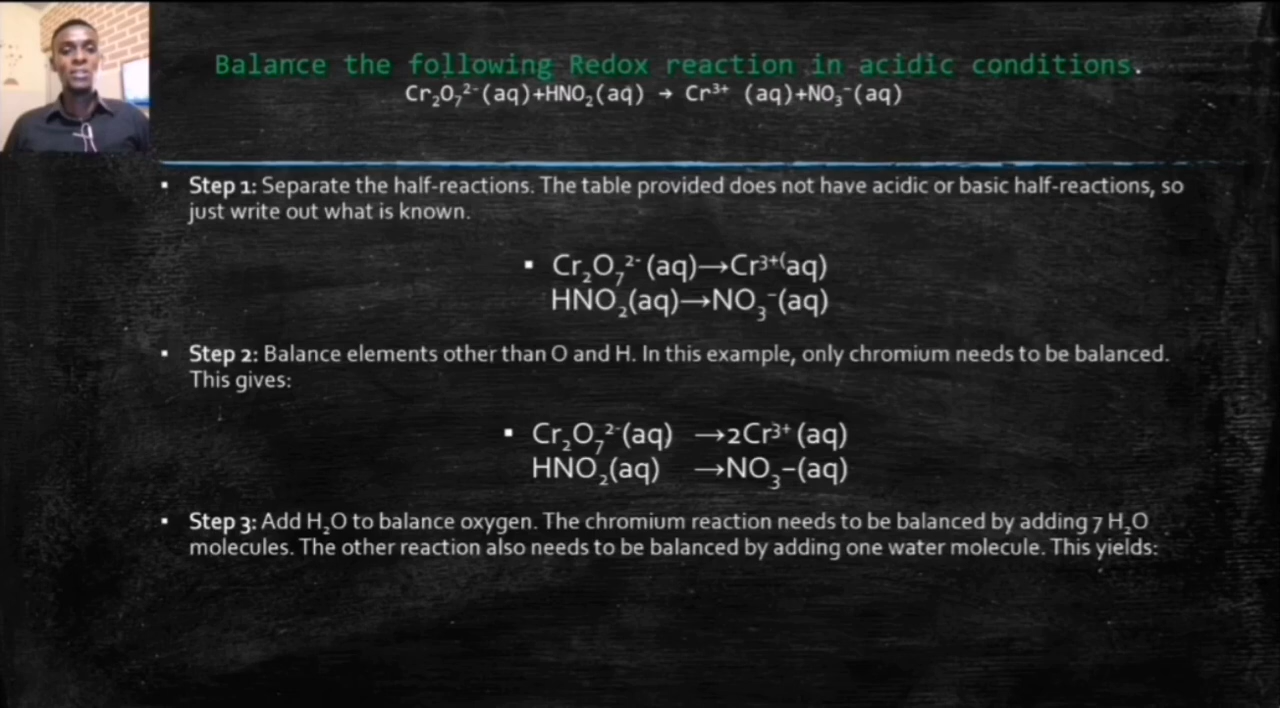 Balance the following Redox reaction in acidic conditions.
Cr₂O₇²⁻(aq)+HNO₂(aq) → Cr³⁺ (aq)+NO₃⁻(aq)
▪ Step 1: Separate the half-reactions. The table provided does not have acidic or basic half-reactions, so
just write out what is known.
▪ Cr₂O₇²⁻ (aq)→Cr³⁺⁽aq)
HNO₂(aq)→NO₃⁻(aq)
▪ Step 2: Balance elements other than O and H. In this example, only chromium needs to be balanced.
This gives:
▪ Cr₂O₇²⁻(aq) →2Cr³⁺ (aq)
HNO₂(aq) →NO₃−(aq)
▪ Step 3: Add H₂O to balance oxygen. The chromium reaction needs to be balanced by adding 7 H₂O
molecules. The other reaction also needs to be balanced by adding one water molecule. This yields: